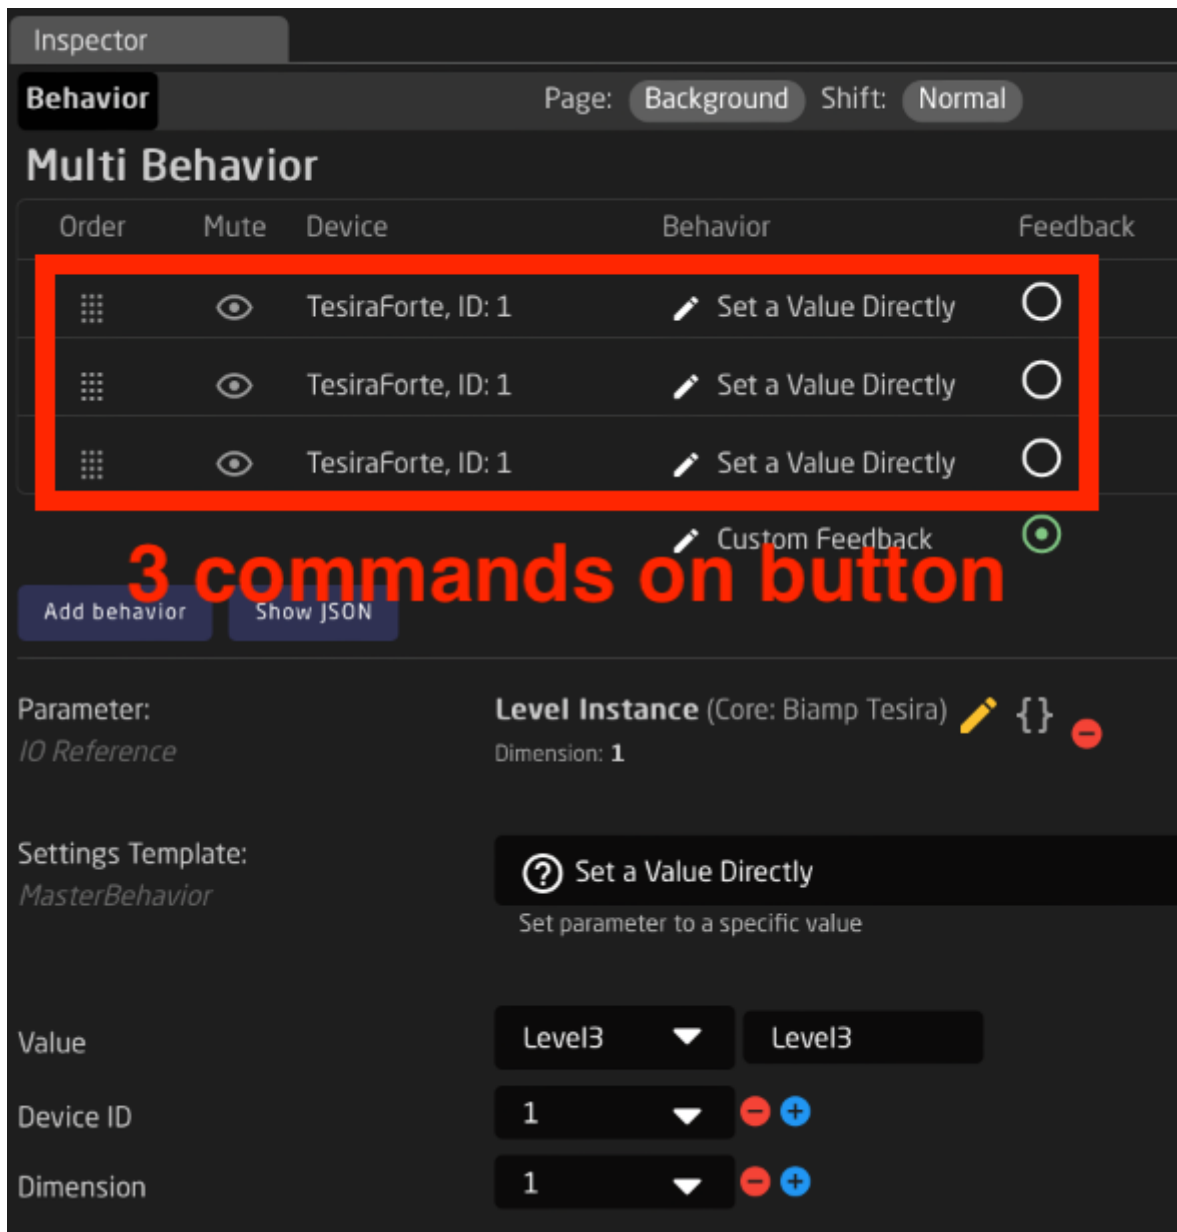 Inspector
Behavior Page: Background Shift: Normal
Multi Behavior
Order Mute Device Behavior Feedback
TesiraForte, ID: 1 Set a Value Directly
TesiraForte, ID: 1 Set a Value Directly
TesiraForte, ID: 1 Set a Value Directly
Custom Feedback
3 commands on button
Add behavior Show JSON
Parameter: Level Instance (Core: Biamp Tesira) {}
IO Reference Dimension: 1
Settings Template: Set a Value Directly
MasterBehavior
Set parameter to a specific value
Value Level3 Level3
Device ID 1
Dimension 1